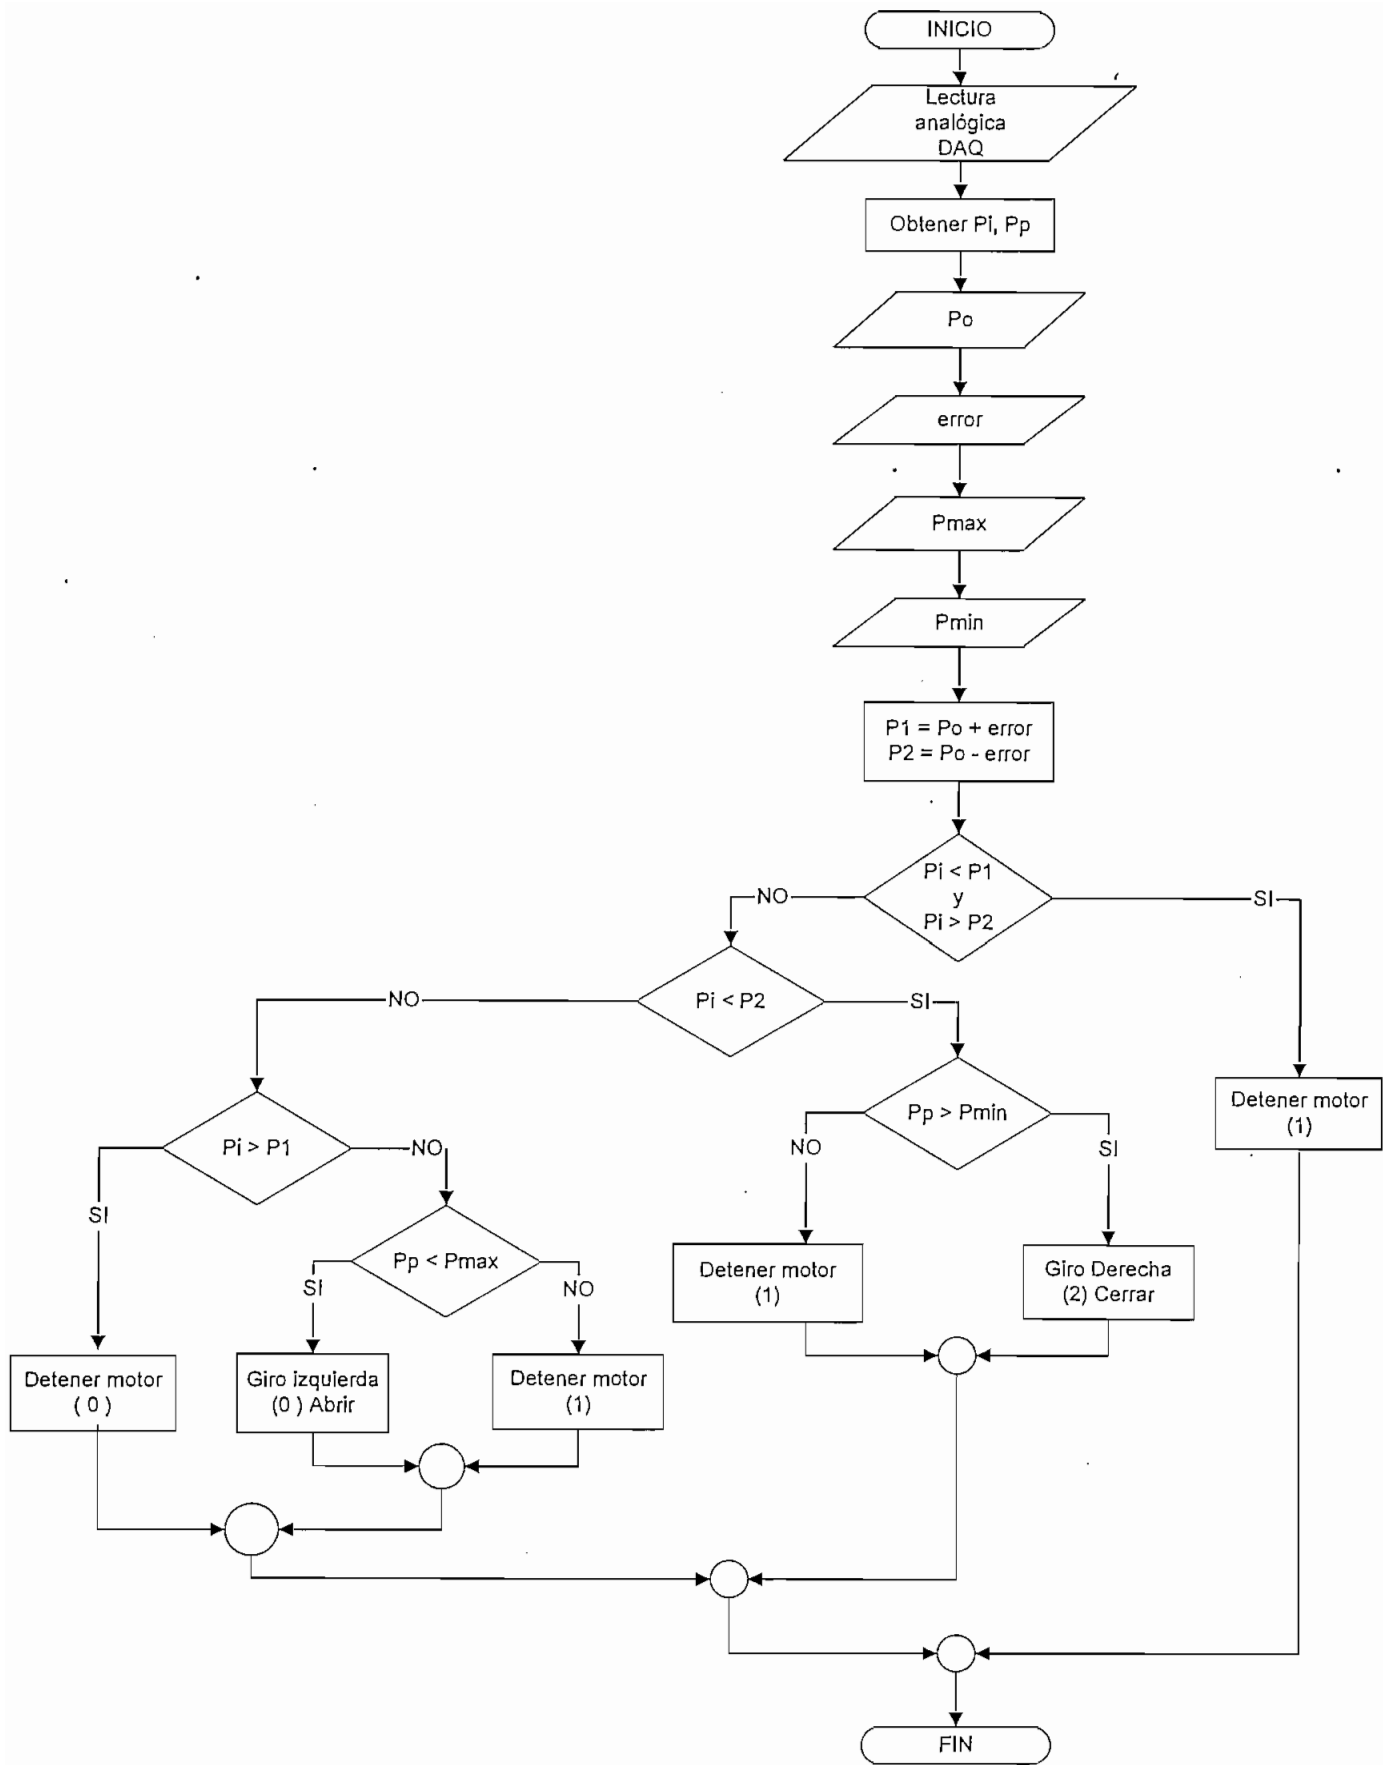 INICIO
Lectura
analógica
DAQ
Obtener Pi, Pp
Po
error
Pmax
Pmin
P1 = Po + error
P2 = Po - error
Pi < P1
y
Pi > P2
NO
SI
Pi < P2
NO
SI
Pp > Pmin
NO
SI
Detener motor
(1)
Pi > P1
NO
SI
Pp < Pmax
SI
NO
Detener motor
(1)
Giro Derecha
(2) Cerrar
Detener motor
( 0 )
Giro izquierda
(0 ) Abrir
Detener motor
(1)
FIN